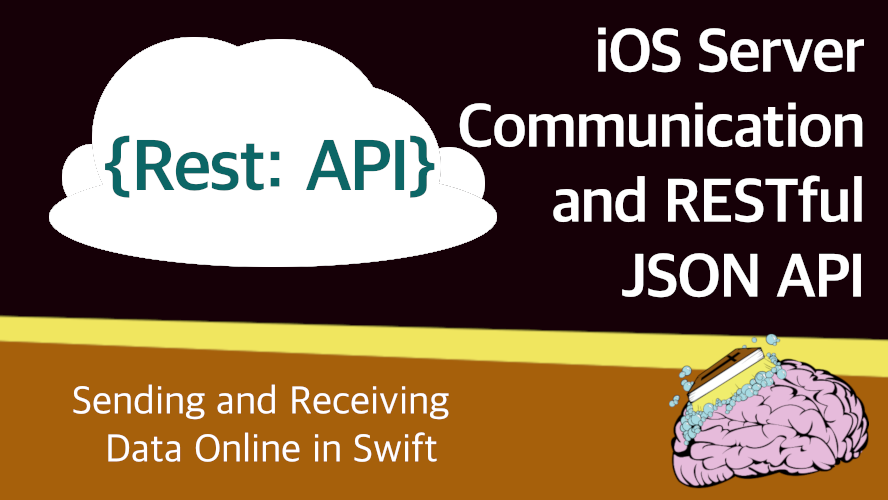 {Rest: API}
iOS Server
Communication
and RESTful
JSON API
Sending and Receiving
Data Online in Swift